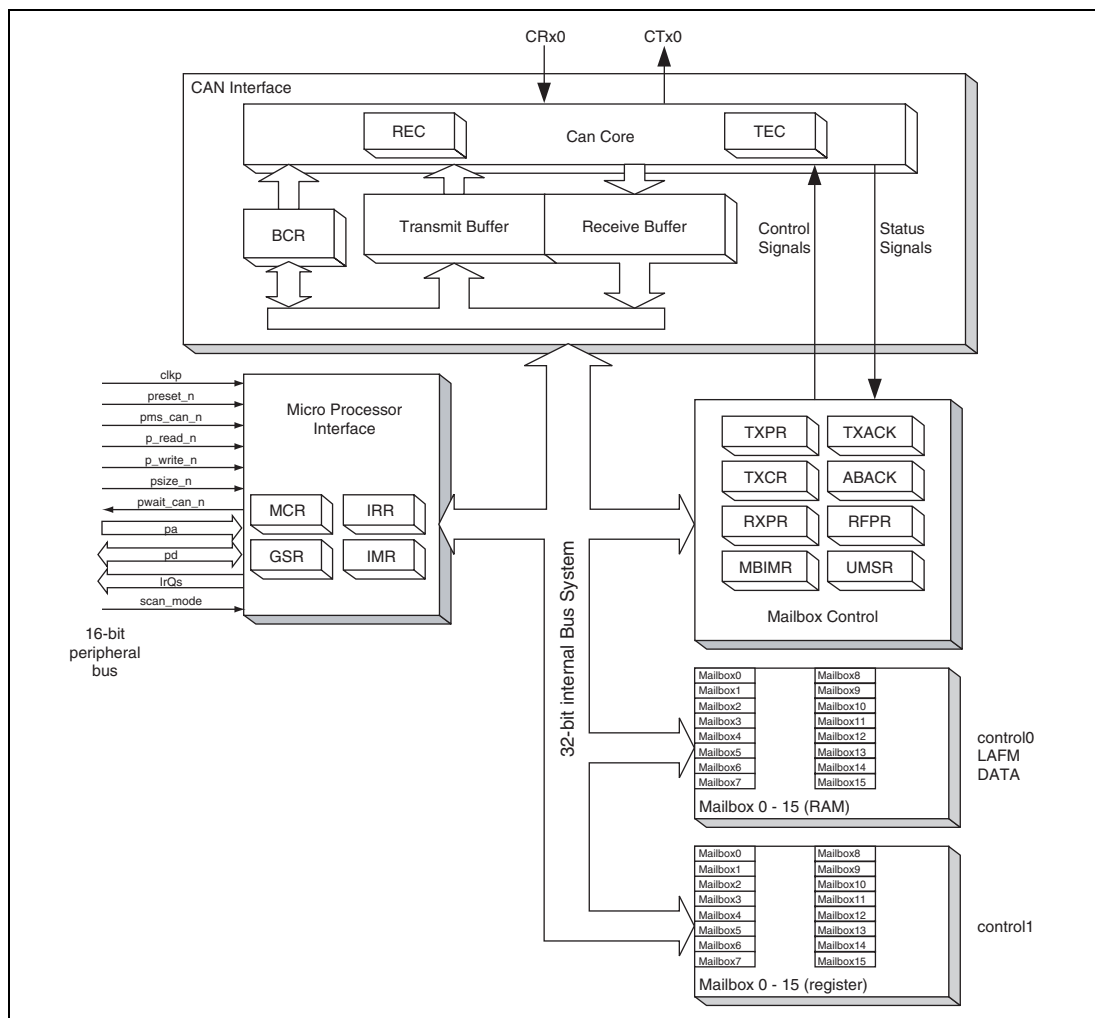 CRx0
CTx0
CAN Interface
REC
Can Core
TEC
BCR
Transmit Buffer
Receive Buffer
Control
Signals
Status
Signals
clkp
preset_n
pms_can_n
p_read_n
p_write_n
psize_n
pwait_can_n
pa
pd
IrQs
scan_mode
16-bit
peripheral
bus
Micro Processor
Interface
MCR
IRR
GSR
IMR
32-bit internal Bus System
TXPR
TXACK
TXCR
ABACK
RXPR
RFPR
MBIMR
UMSR
Mailbox Control
Mailbox0
Mailbox1
Mailbox2
Mailbox3
Mailbox4
Mailbox5
Mailbox6
Mailbox7
Mailbox8
Mailbox9
Mailbox10
Mailbox11
Mailbox12
Mailbox13
Mailbox14
Mailbox15
Mailbox 0 - 15 (RAM)
control0
LAFM
DATA
Mailbox0
Mailbox1
Mailbox2
Mailbox3
Mailbox4
Mailbox5
Mailbox6
Mailbox7
Mailbox8
Mailbox9
Mailbox10
Mailbox11
Mailbox12
Mailbox13
Mailbox14
Mailbox15
Mailbox 0 - 15 (register)
control1